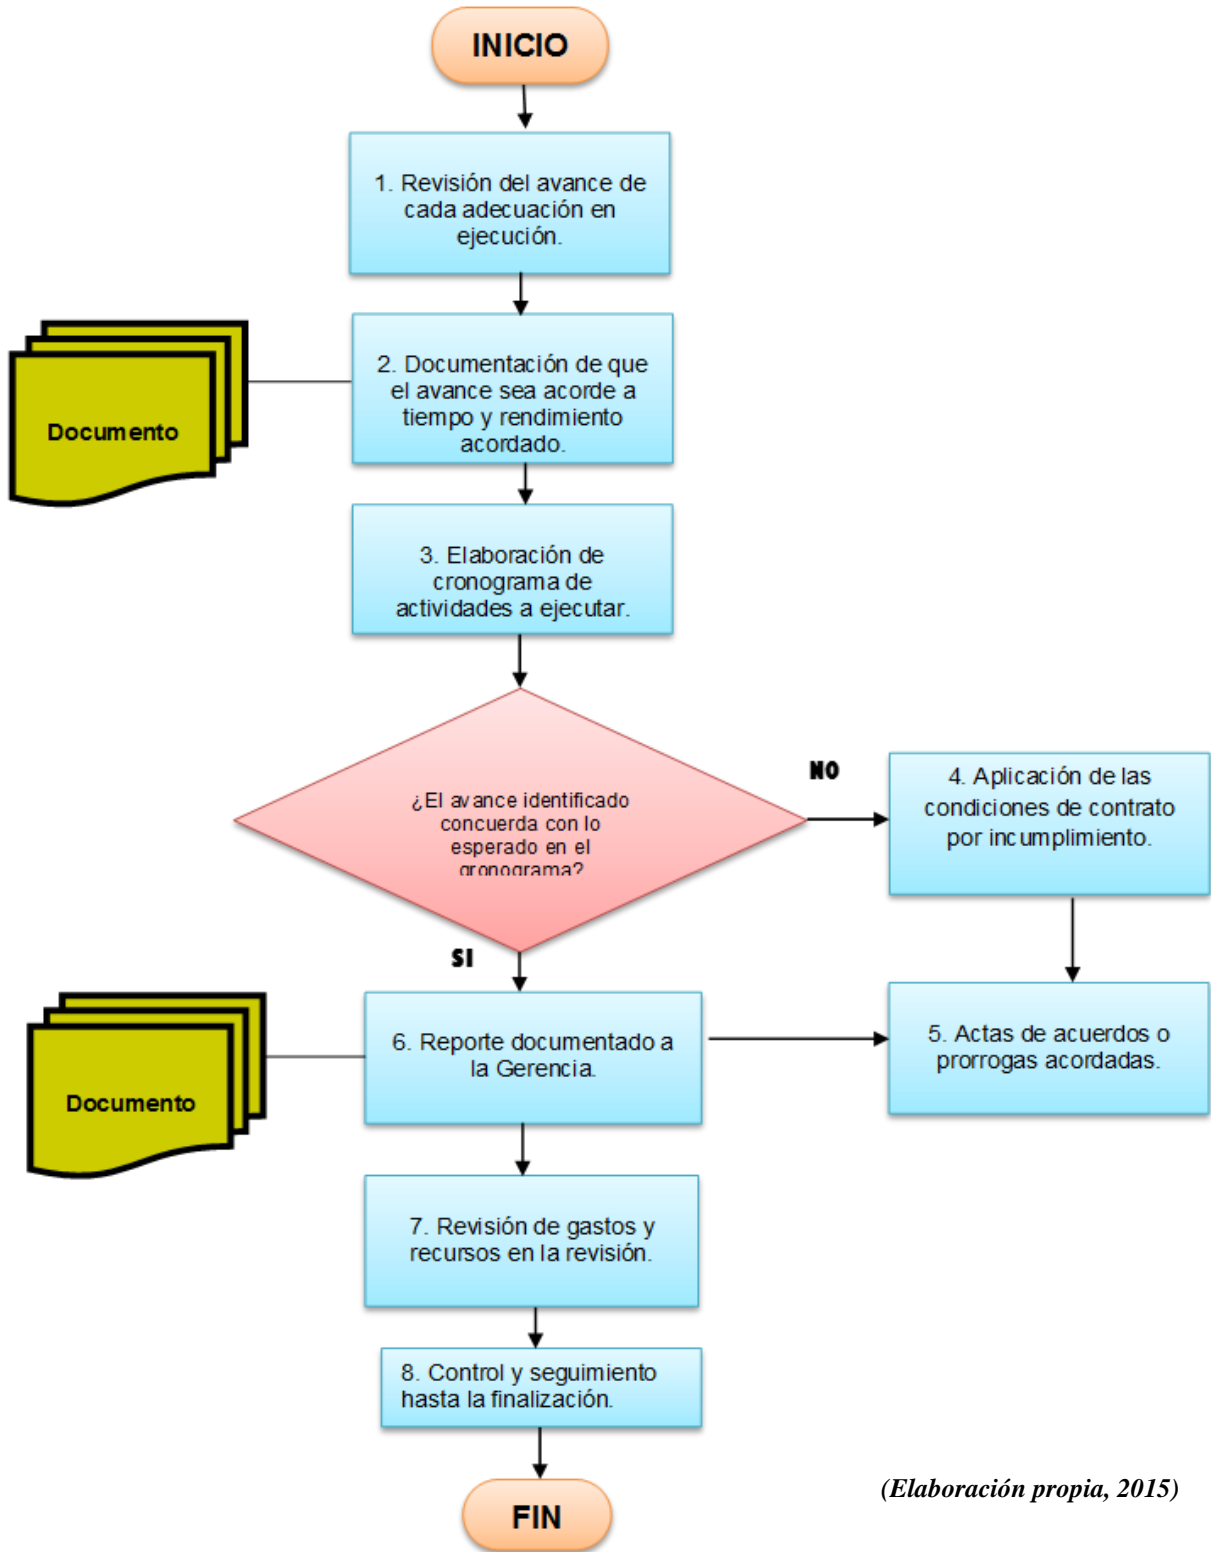 INICIO
1. Revisión del avance de
cada adecuación en
ejecución.
2. Documentación de que
el avance sea acorde a
tiempo y rendimiento
acordado.
Documento
3. Elaboración de
cronograma de
actividades a ejecutar.
¿El avance identificado
concuerda con lo
esperado en el
gronograma?
NO
4. Aplicación de las
condiciones de contrato
por incumplimiento.
SI
6. Reporte documentado a
la Gerencia.
5. Actas de acuerdos o
prorrogas acordadas.
Documento
7. Revisión de gastos y
recursos en la revisión.
8. Control y seguimiento
hasta la finalización.
FIN
(Elaboración propia, 2015)